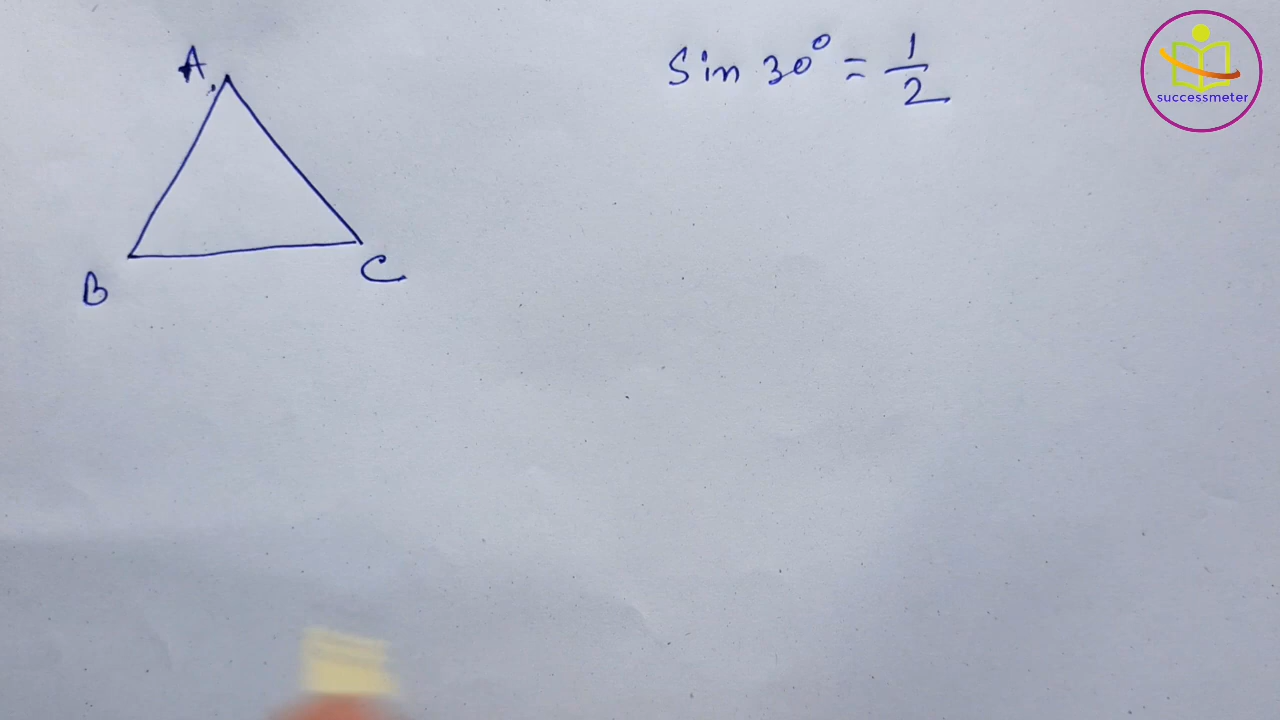 A
Sin 30° = 1/2
successmeter
B
C